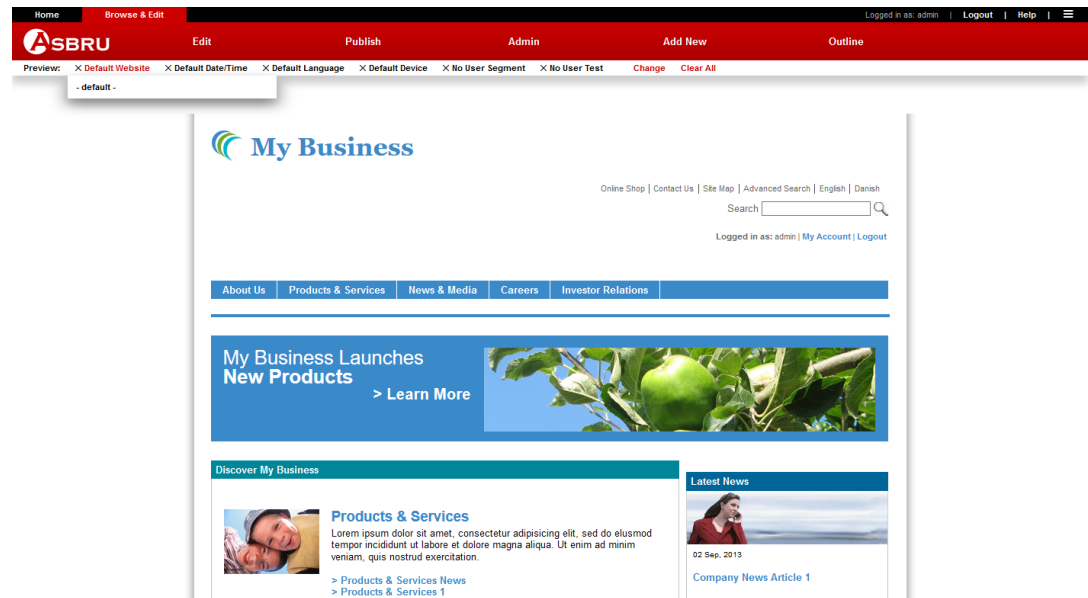 Home Browse & Edit Logged in as: admin | Logout | Help | ☰
ASBRU Edit Publish Admin Add New Outline
Preview: ✕ Default Website ✕ Default Date/Time ✕ Default Language ✕ Default Device ✕ No User Segment ✕ No User Test Change Clear All
- default -
My Business
Online Shop | Contact Us | Site Map | Advanced Search | English | Danish
Search
Logged in as: admin | My Account | Logout
About Us Products & Services News & Media Careers Investor Relations
My Business Launches
New Products
> Learn More
Discover My Business
Latest News
Products & Services
Lorem ipsum dolor sit amet, consectetur adipisicing elit, sed do eiusmod
tempor incididunt ut labore et dolore magna aliqua. Ut enim ad minim
veniam, quis nostrud exercitation.
02 Sep, 2013
Company News Article 1
> Products & Services News
> Products & Services 1